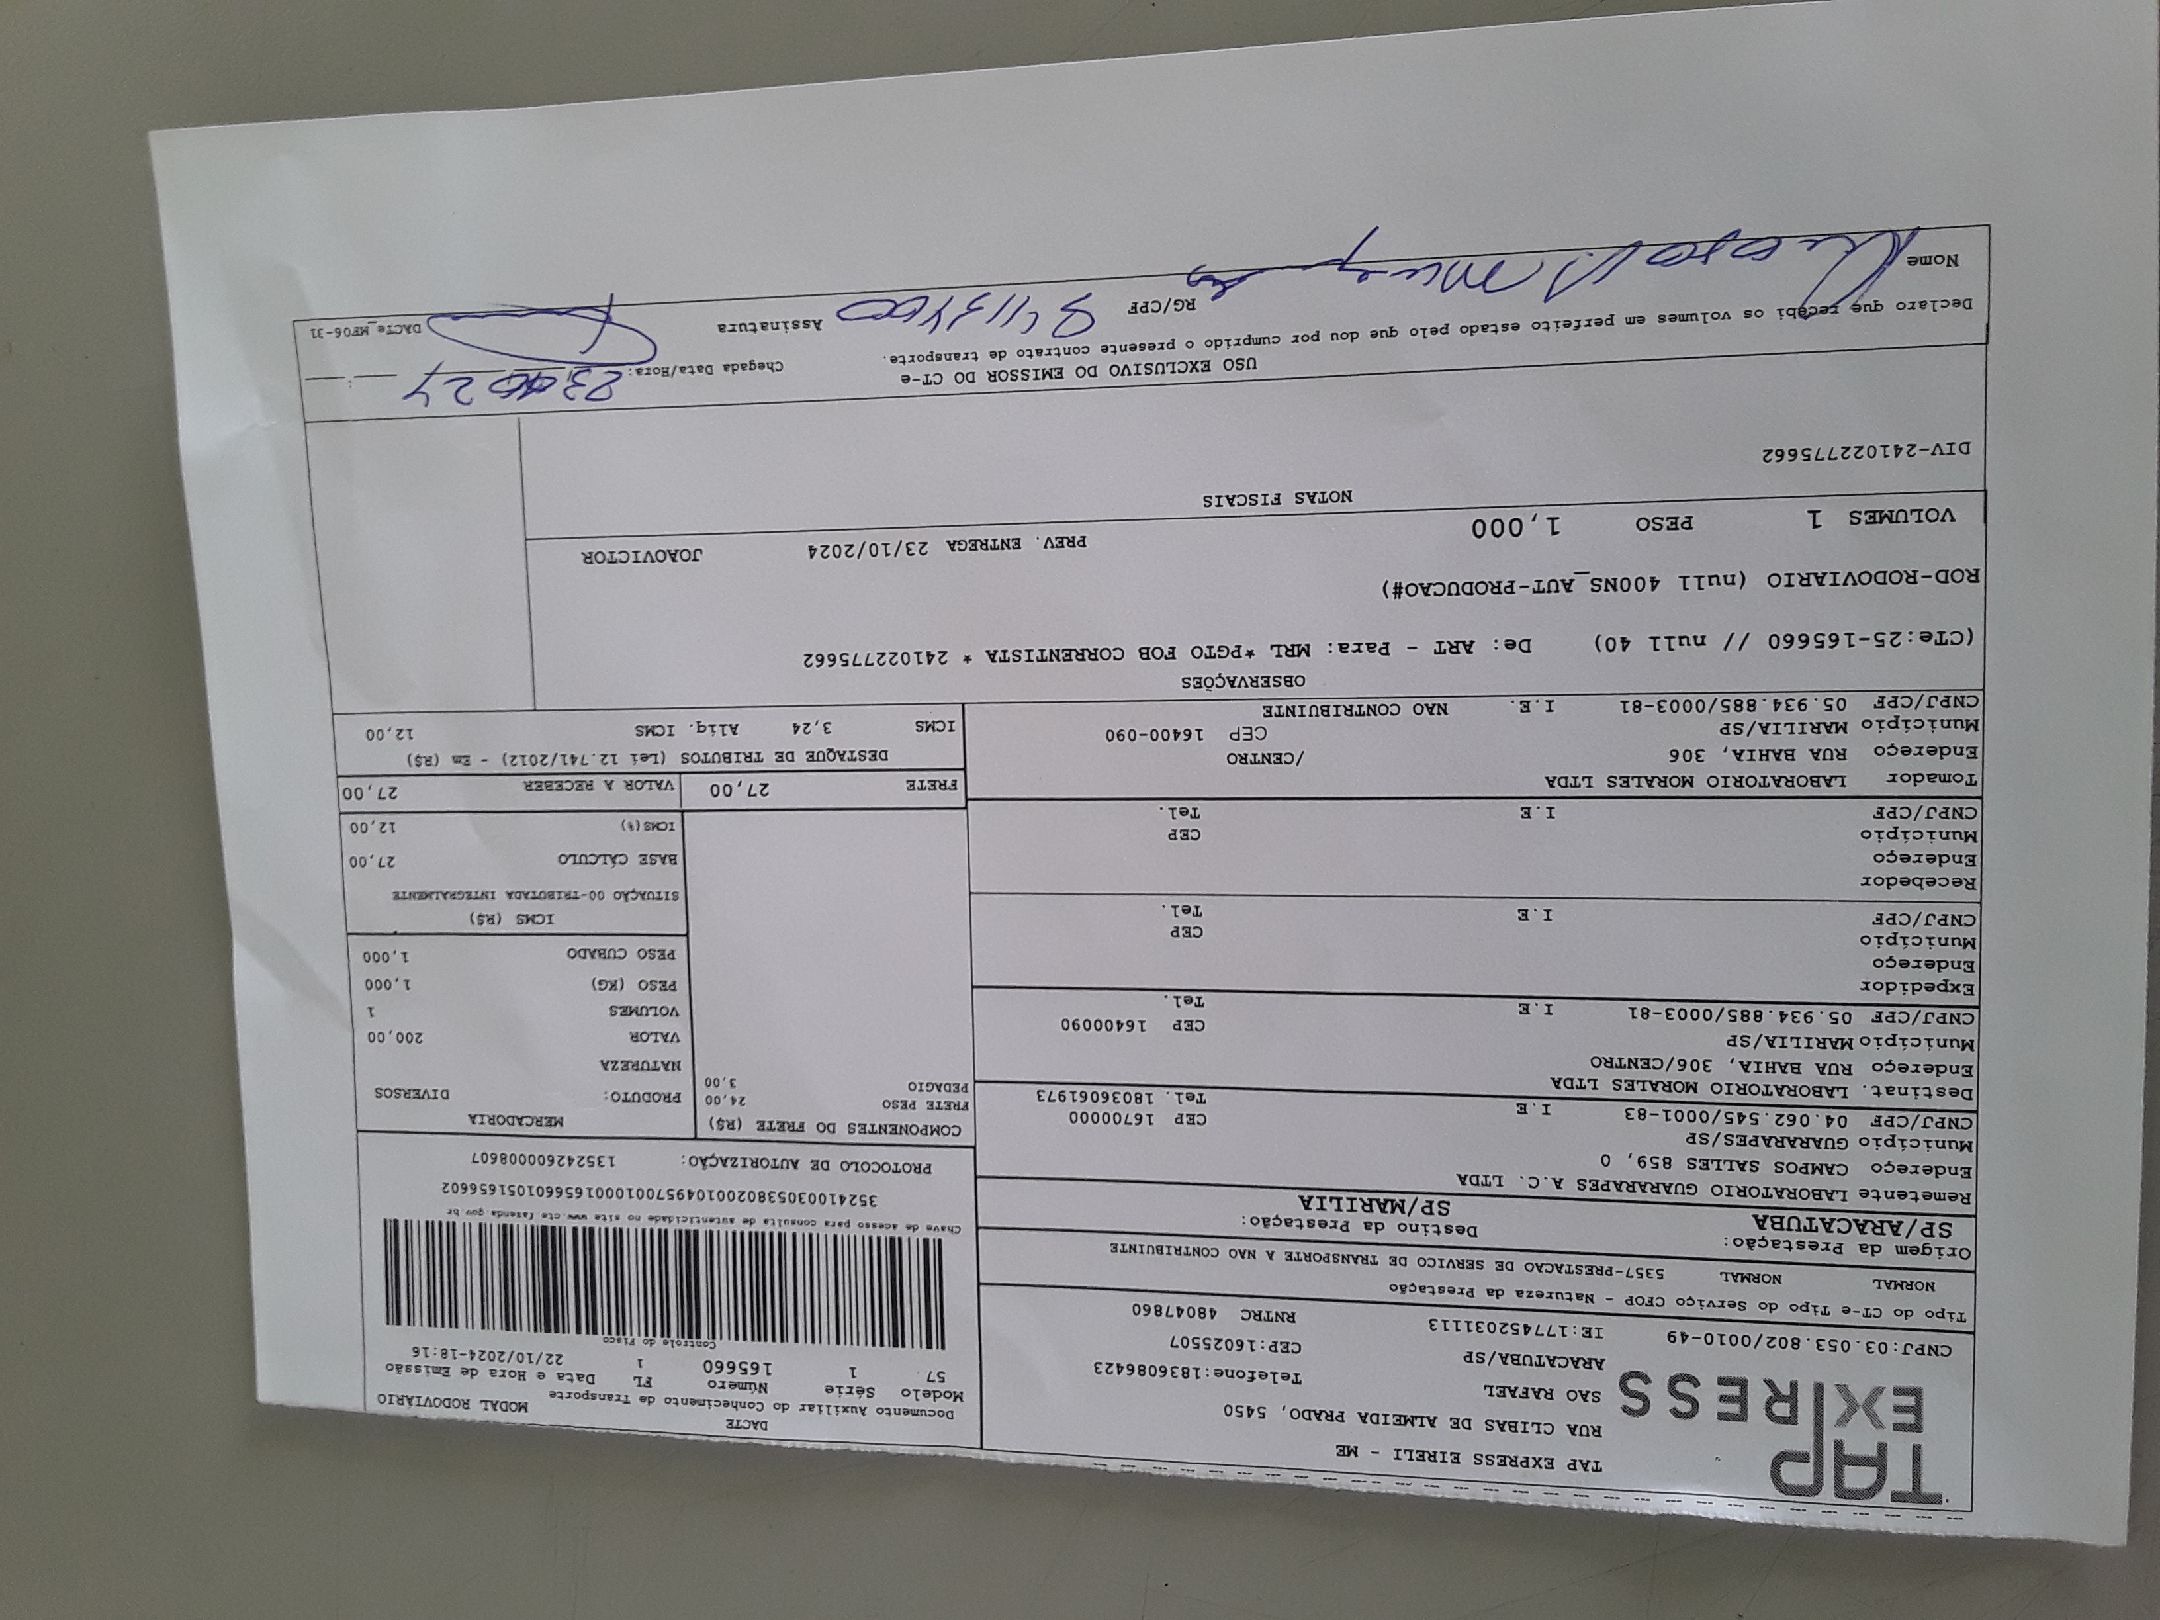 TAP
EXPRESS
TAP EXPRESS EIRELI - ME
RUA CLIBAS DE ALMEIDA PRADO, 5450
SAO RAFAEL
Telefone:1836086423
ARACATUBA/SP
CEP:16025507
CNPJ:03.053.802/0010-49
IE:177452031113
RNTRC 48047860
DACTE
Documento Auxiliar do Conhecimento de Transporte
MODAL RODOVIÁRIO
Modelo Série Número FL Data e Hora de Emissão
57 1 165660 1 22/10/2024-18:16
Controle do Fisco
Chave de acesso para consulta de autenticidade no site www.cte.fazenda.gov.br
35241003053802001049570010001656601051656602
PROTOCOLO DE AUTORIZAÇÃO: 135242600008607
Tipo do CT-e Tipo do Serviço CFOP - Natureza da Prestação
NORMAL NORMAL 5357-PRESTACAO DE SERVICO DE TRANSPORTE A NAO CONTRIBUINTE
Origem da Prestação: Destino da Prestação:
SP/ARACATUBA SP/MARILIA
Remetente LABORATORIO GUARARAPES A.C. LTDA
Endereço CAMPOS SALLES 859, 0
Município GUARARAPES/SP CEP 16700000
CNPJ/CPF 04.062.545/0001-83 I.E Tel. 18036061973
Destinat. LABORATORIO MORALES LTDA
Endereço RUA BAHIA, 306/CENTRO
Município MARILIA/SP CEP 16400090
CNPJ/CPF 05.934.885/0003-81 I.E Tel.
Expedidor
Endereço
Município CEP
CNPJ/CPF I.E Tel.
Recebedor
Endereço
Município CEP
CNPJ/CPF I.E Tel.
Tomador LABORATORIO MORALES LTDA
Endereço RUA BAHIA, 306 /CENTRO
Município MARILIA/SP CEP 16400-090
CNPJ/CPF 05.934.885/0003-81 I.E. NAO CONTRIBUINTE
COMPONENTES DO FRETE (R$)
FRETE PESO 24,00
PEDAGIO 3,00
MERCADORIA
PRODUTO: DIVERSOS
NATUREZA
VALOR 200,00
VOLUMES 1
PESO (KG) 1,000
PESO CUBADO 1,000
ICMS (R$)
SITUAÇÃO 00-TRIBUTADA INTEGRALMENTE
BASE CÁLCULO 27,00
ICMS(%) 12,00
FRETE 27,00 VALOR A RECEBER 27,00
DESTAQUE DE TRIBUTOS (Lei 12.741/2012) - Em (R$)
ICMS 3,24 Aliq. ICMS 12,00
OBSERVAÇÕES
(CTe:25-165660 // null 40) De: ART - Para: MRL *PGTO FOB CORRENTISTA * 241022775662
ROD-RODOVIARIO (null 400NS_AUT-PRODUCAO#)
PREV. ENTREGA 23/10/2024 JOAOVICTOR
VOLUMES 1 PESO 1,000
NOTAS FISCAIS
DIV-241022775662
USO EXCLUSIVO DO EMISSOR DO CT-e
Chegada Data/Hora:
Declaro que recebi os volumes em perfeito estado pelo que dou por cumprido o presente contrato de transporte.
Nome RG/CPF Assinatura
DACTe_MF06-31